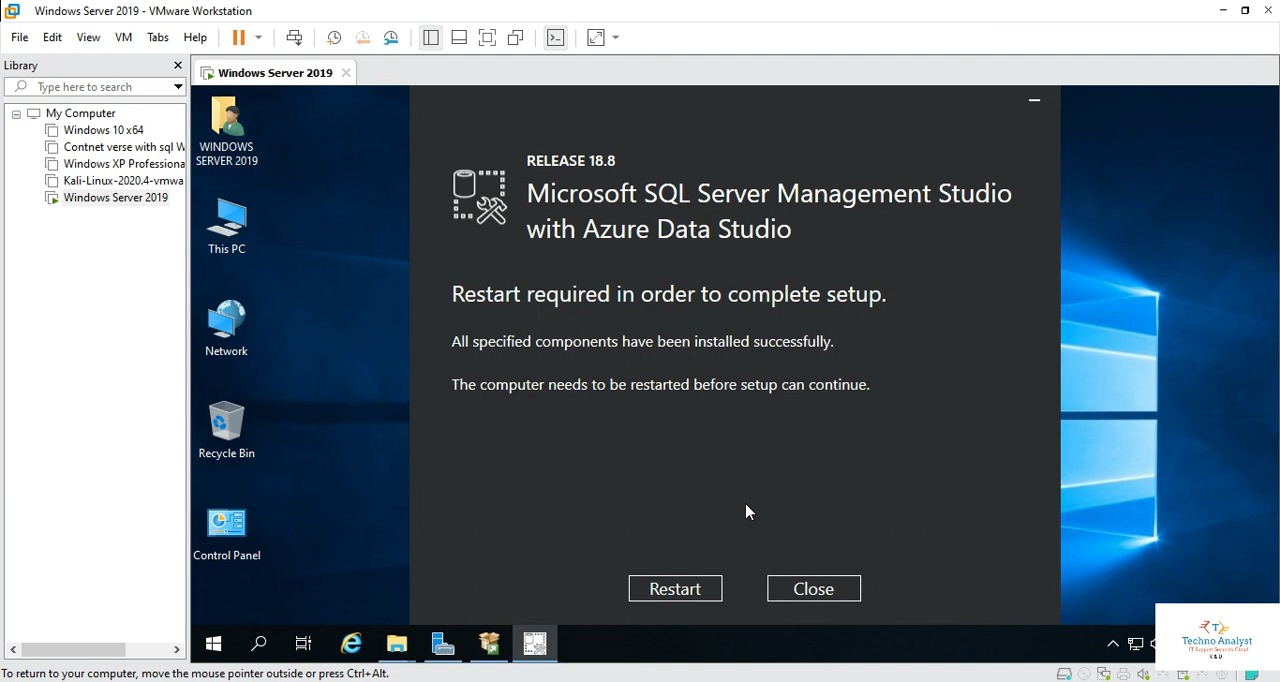 Windows Server 2019 - VMware Workstation
File Edit View VM Tabs Help
Library
Type here to search
My Computer
Windows 10 x64
Contnet verse with sql W
Windows XP Professiona
Kali-Linux-2020.4-vmwa
Windows Server 2019
Windows Server 2019
WINDOWS
SERVER 2019
This PC
Network
Recycle Bin
Control Panel
RELEASE 18.8
Microsoft SQL Server Management Studio
with Azure Data Studio
Restart required in order to complete setup.
All specified components have been installed successfully.
The computer needs to be restarted before setup can continue.
Restart
Close
Techno Analyst
IT Support Security Cloud
R & D
To return to your computer, move the mouse pointer outside or press Ctrl+Alt.